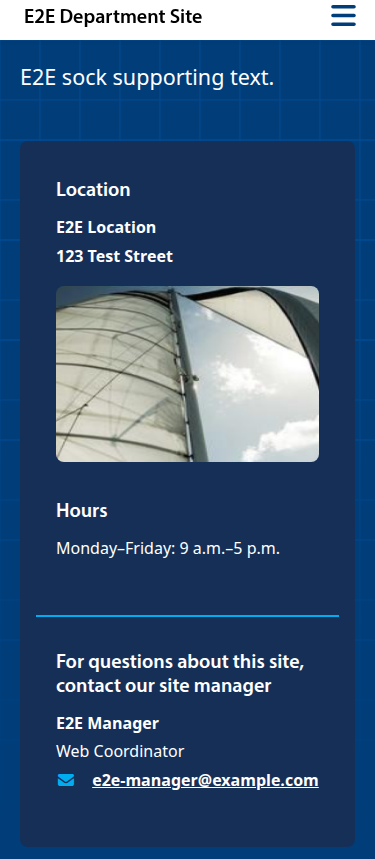 E2E Department Site
E2E sock supporting text.
Location
E2E Location
123 Test Street
Hours
Monday–Friday: 9 a.m.–5 p.m.
For questions about this site,
contact our site manager
E2E Manager
Web Coordinator
e2e-manager@example.com